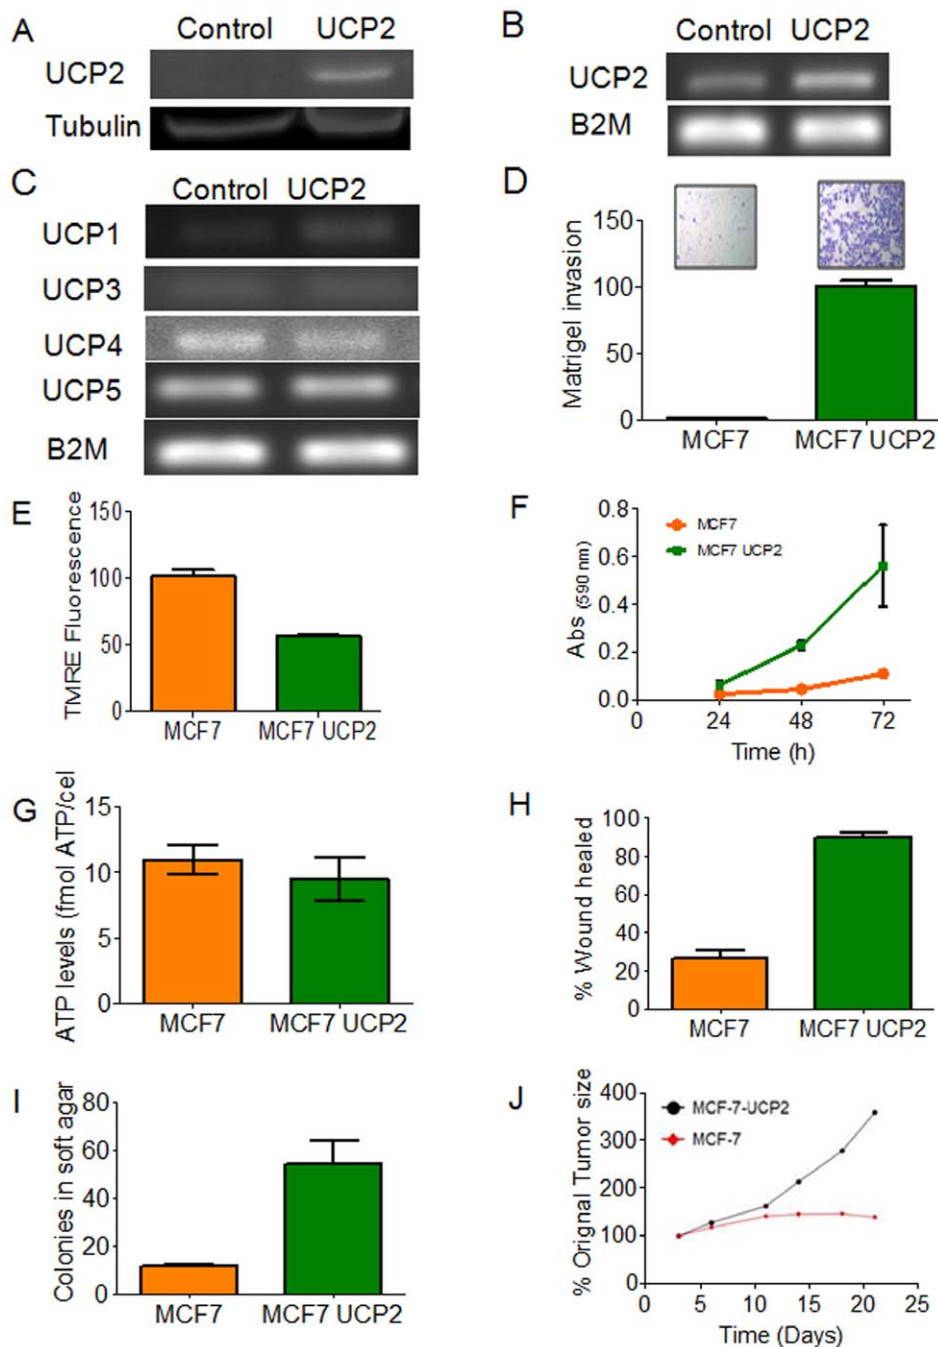 A
Control UCP2
UCP2
Tubulin
B
Control UCP2
UCP2
B2M
C
Control UCP2
UCP1
UCP3
UCP4
UCP5
B2M
D
Matrigel invasion
150
100
50
0
MCF7 MCF7 UCP2
E
TMRE Fluorescence
150
100
50
0
MCF7 MCF7 UCP2
F
Abs (590 nm)
0.8
0.6
0.4
0.2
0.0
MCF7
MCF7 UCP2
0 24 48 72
Time (h)
G
ATP levels (fmol ATP/cel
15
10
5
0
MCF7 MCF7 UCP2
H
% Wound healed
100
80
60
40
20
0
MCF7 MCF7 UCP2
I
Colonies in soft agar
80
60
40
20
0
MCF7 MCF7 UCP2
J
% Orignal Tumor size
400
300
200
100
0
MCF-7-UCP2
MCF-7
0 5 10 15 20 25
Time (Days)